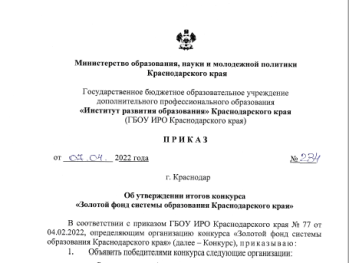 Министерство образования, науки и молодежной политики
Краснодарского края
Государственное бюджетное образовательное учреждение
дополнительного профессионального образования
«Институт развития образования» Краснодарского края
(ГБОУ ИРО Краснодарского края)
П Р И К А З
от 07.04. 2022 года № 234
г. Краснодар
Об утверждении итогов конкурса
«Золотой фонд системы образования Краснодарского края»
В соответствии с приказом ГБОУ ИРО Краснодарского края № 77 от
04.02.2022, определяющим организацию конкурса «Золотой фонд системы
образования Краснодарского края» (далее – Конкурс), п р и к а з ы в а ю:
1. Объявить победителями конкурса следующие организации: